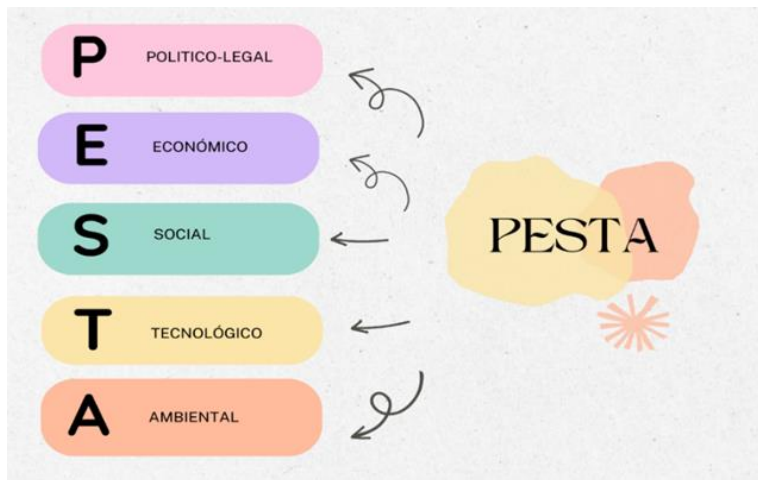 P POLITICO-LEGAL
E ECONÓMICO
S SOCIAL
T TECNOLÓGICO
A AMBIENTAL
PESTA